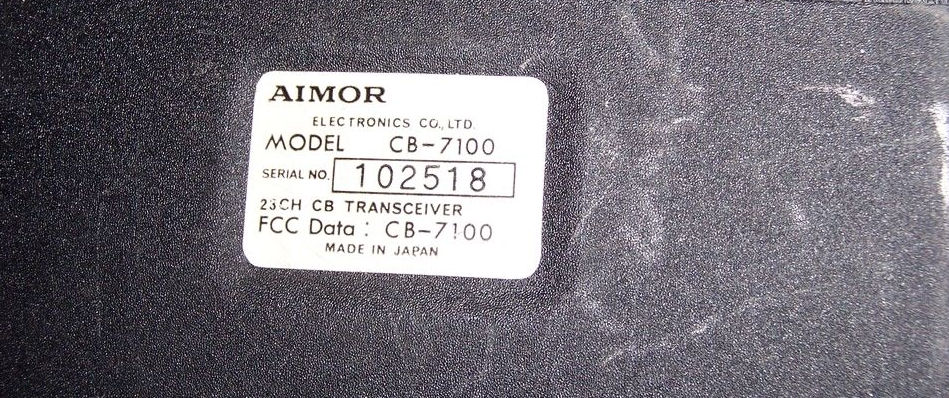 AIMOR
ELECTRONICS CO., LTD.
MODEL CB-7100
SERIAL NO. 102518
23CH CB TRANSCEIVER
FCC Data : CB-7100
MADE IN JAPAN